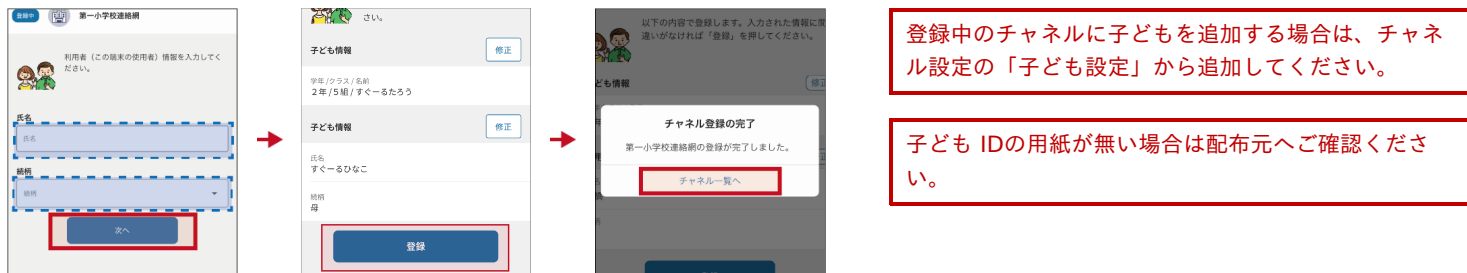 登録中
第一小学校連絡網
利用者（この端末の使用者）情報を入力してく
ださい。
氏名
氏名
続柄
続柄
次へ
さい。
子ども情報
修正
学年/クラス/名前
2年/5組/すぐーるたろう
子ども情報
修正
氏名
すぐーるひなこ
続柄
母
登録
以下の内容で登録します。入力された情報に間
違いがなければ「登録」を押してください。
ども情報
チャネル登録の完了
第一小学校連絡網の登録が完了しました。
チャネル一覧へ
登録中のチャネルに子どもを追加する場合は、チャネ
ル設定の「子ども設定」から追加してください。
子ども IDの用紙が無い場合は配布元へご確認くださ
い。